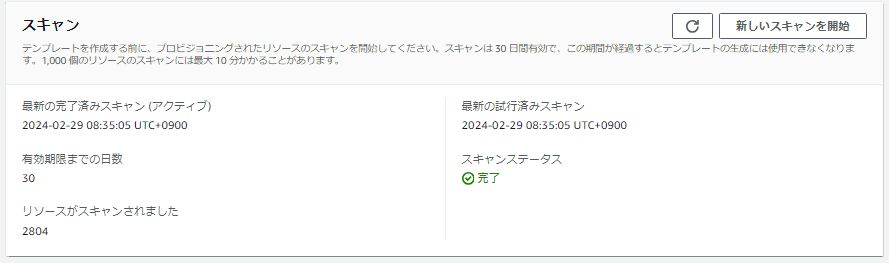 スキャン
新しいスキャンを開始
テンプレートを作成する前に、プロビジョニングされたリソースのスキャンを開始してください。スキャンは 30 日間有効で、この期間が経過するとテンプレートの生成には使用できなくなりま
す。1,000 個のリソースのスキャンには最大 10 分かかることがあります。
最新の完了済みスキャン (アクティブ)
2024-02-29 08:35:05 UTC+0900
有効期限までの日数
30
リソースがスキャンされました
2804
最新の試行済みスキャン
2024-02-29 08:35:05 UTC+0900
スキャンステータス
完了